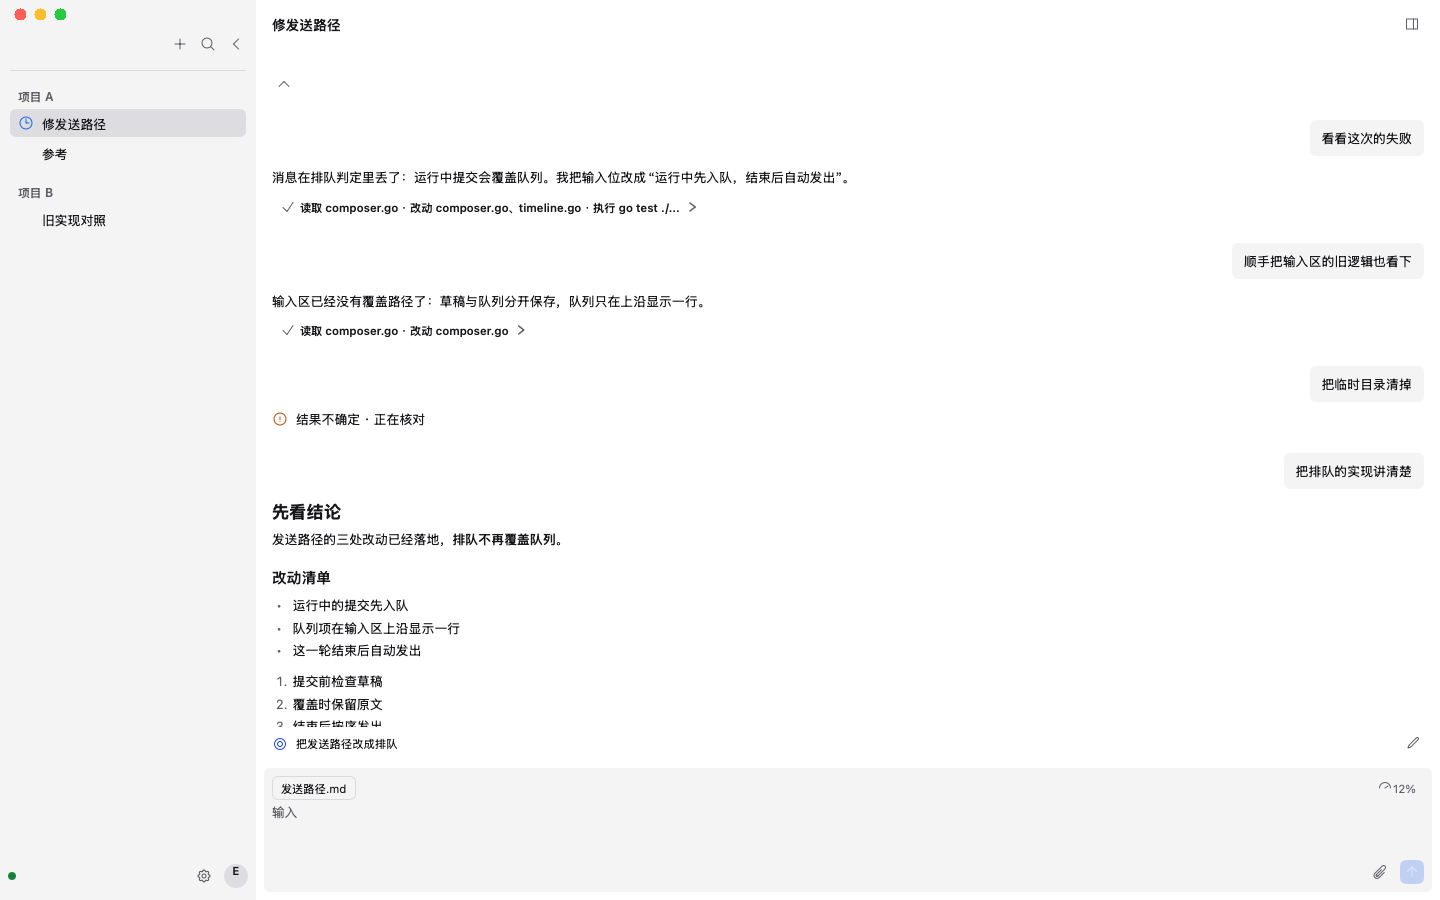 修发送路径
项目 A
修发送路径
参考
项目 B
旧实现对照
E
看看这次的失败
消息在排队判定里丢了：运行中提交会覆盖队列。我把输入位改成“运行中先入队，结束后自动发出”。
读取 composer.go · 改动 composer.go、timeline.go · 执行 go test ./...
顺手把输入区的旧逻辑也看下
输入区已经没有覆盖路径了：草稿与队列分开保存，队列只在上沿显示一行。
读取 composer.go · 改动 composer.go
把临时目录清掉
结果不确定 · 正在核对
把排队的实现讲清楚
先看结论
发送路径的三处改动已经落地，排队不再覆盖队列。
改动清单
• 运行中的提交先入队
• 队列项在输入区上沿显示一行
• 这一轮结束后自动发出
1. 提交前检查草稿
2. 覆盖时保留原文
3. 结束后按序发出
把发送路径改成排队
发送路径.md
12%
输入